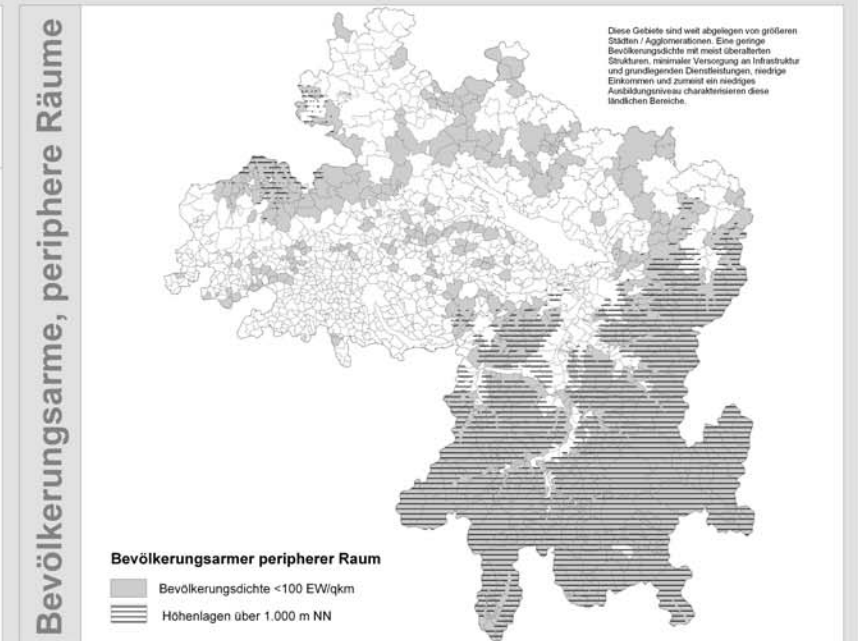 Bevölkerungsarme, periphere Räume
Diese Gebiete sind weit abgelegen von größeren
Städten / Agglomerationen. Eine geringe
Bevölkerungsdichte mit meist überalterten
Strukturen, minimaler Versorgung an Infrastruktur
und grundlegenden Dienstleistungen, niedrige
Einkommen und zumeist ein niedriges
Ausbildungsniveau charakterisieren diese
ländlichen Bereiche.
Bevölkerungsarmer peripherer Raum
Bevölkerungsdichte <100 EW/qkm
Höhenlagen über 1.000 m NN